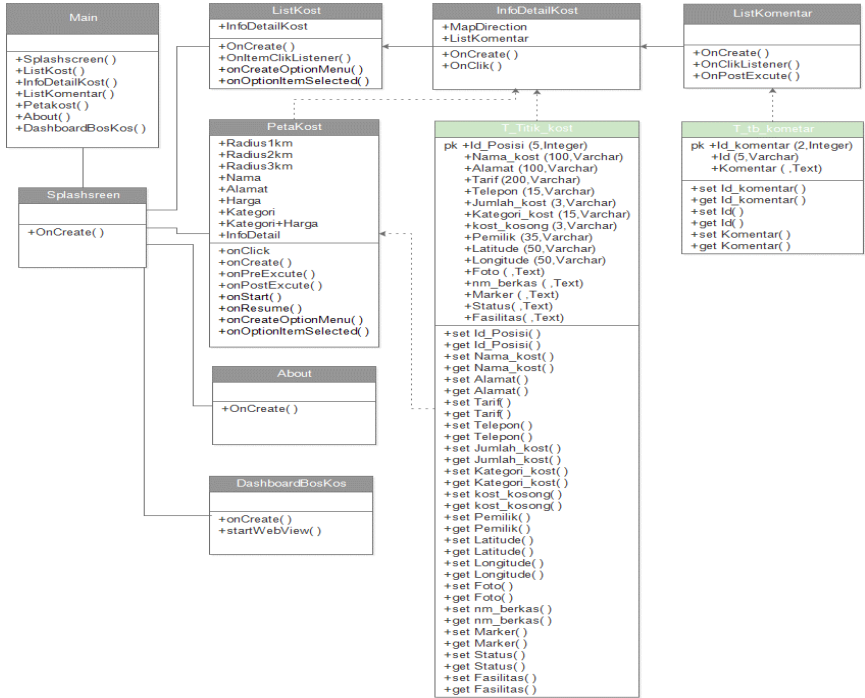 Main
+Splashscreen( )
+ListKost( )
+InfoDetailKost( )
+ListKomentar( )
+Petakost( )
+About( )
+DashboardBosKos( )
Splashsreen
+OnCreate( )
ListKost
+InfoDetailKost
+OnCreate( )
+OnItemClikListener( )
+onCreateOptionMenu( )
+onOptionItemSelected( )
PetaKost
+Radius1km
+Radius2km
+Radius3km
+Nama
+Alamat
+Harga
+Kategori
+Kategori+Harga
+InfoDetail
+onClick
+onCreate( )
+onPreExcute( )
+onPostExcute( )
+onStart( )
+onResume( )
+onCreateOptionMenu( )
+onOptionItemSelected( )
About
+OnCreate( )
DashboardBosKos
+onCreate( )
+startWebView( )
InfoDetailKost
+MapDirection
+ListKomentar
+OnCreate( )
+OnClik( )
T_Titik_kost
pk +Id_Posisi (5,Integer)
+Nama_kost (100,Varchar)
+Alamat (100,Varchar)
+Tarif (200,Varchar)
+Telepon (15,Varchar)
+Jumlah_kost (3,Varchar)
+Kategori_kost (15,Varchar)
+kost_kosong (3,Varchar)
+Pemilik (35,Varchar)
+Latitude (50,Varchar)
+Longitude (50,Varchar)
+Foto ( ,Text)
+nm_berkas ( ,Text)
+Marker ( ,Text)
+Status( ,Text)
+Fasilitas( ,Text)
+set Id_Posisi( )
+get Id_Posisi( )
+set Nama_kost( )
+get Nama_kost( )
+set Alamat( )
+get Alamat( )
+set Tarif( )
+get Tarif( )
+set Telepon( )
+get Telepon( )
+set Jumlah_kost( )
+get Jumlah_kost( )
+set Kategori_kost( )
+get Kategori_kost( )
+set kost_kosong( )
+get kost_kosong( )
+set Pemilik( )
+get Pemilik( )
+set Latitude( )
+get Latitude( )
+set Longitude( )
+get Longitude( )
+set Foto( )
+get Foto( )
+set nm_berkas( )
+get nm_berkas( )
+set Marker( )
+get Marker( )
+set Status( )
+get Status( )
+set Fasilitas( )
+get Fasilitas( )
ListKomentar
+OnCreate( )
+OnClikListener( )
+OnPostExcute( )
T_tb_kometar
pk +Id_komentar (2,Integer)
+Id (5,Varchar)
+Komentar ( ,Text)
+set Id_komentar( )
+get Id_komentar( )
+set Id( )
+get Id( )
+set Komentar( )
+get Komentar( )